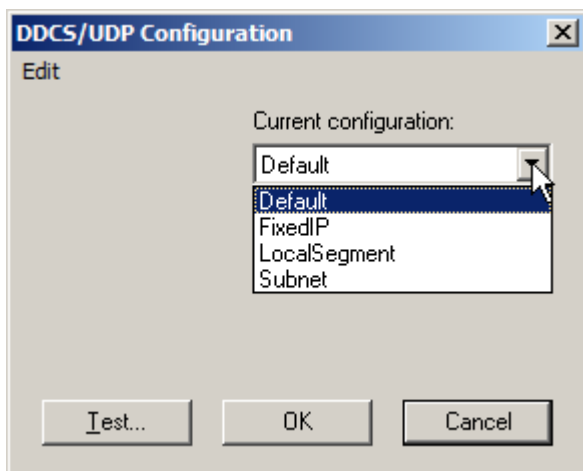 DDCS/UDP Configuration
Edit
Current configuration:
Default
Default
FixedIP
LocalSegment
Subnet
Test...
OK
Cancel